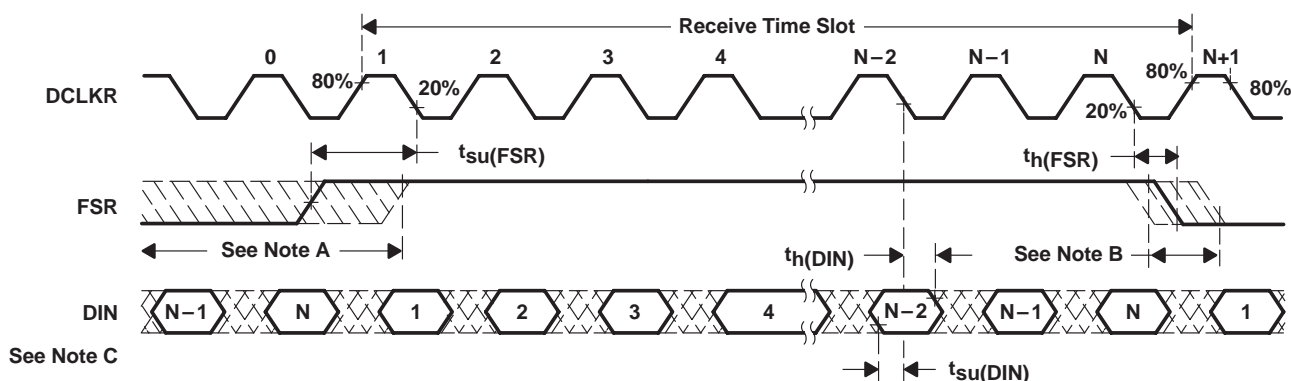 Receive Time Slot
0 1 2 3 4 N−2 N−1 N N+1
80% 20% 80% 80%
DCLKR
20%
tsu(FSR) th(FSR)
FSR
See Note A th(DIN) See Note B
DIN N−1 N 1 2 3 4 N−2 N−1 N 1
See Note C
tsu(DIN)